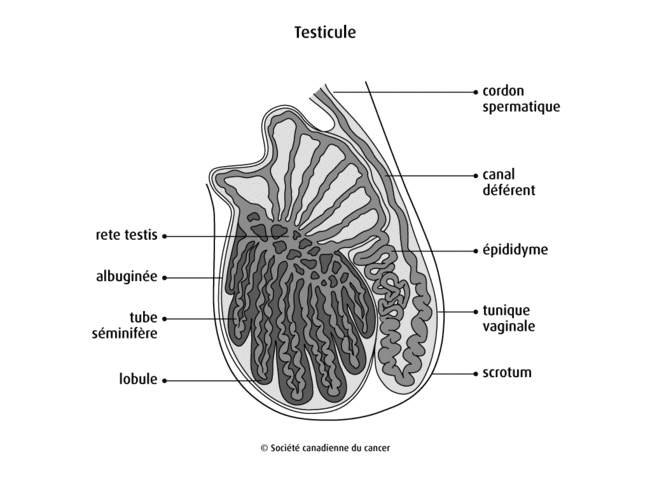 Testicule
cordon
spermatique
canal
déférent
rete testis
épididyme
albuginée
tube
séminifère
tunique
vaginale
lobule
scrotum
© Société canadienne du cancer